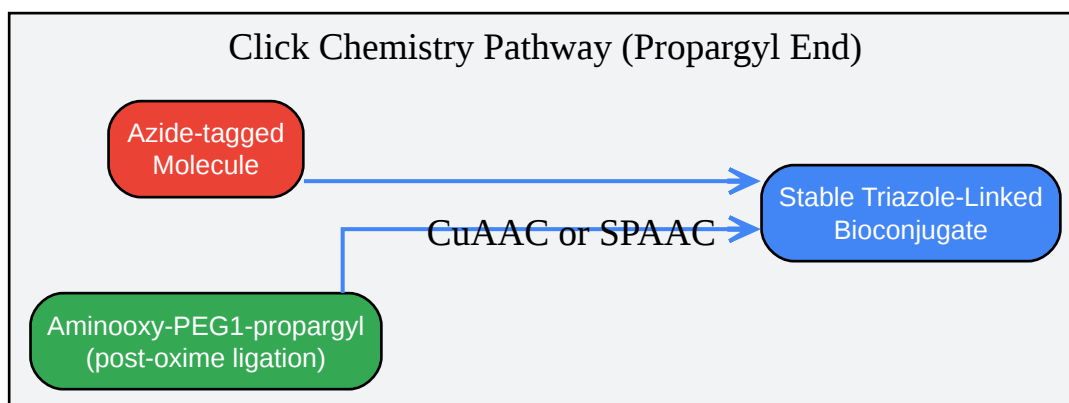 Click Chemistry Pathway (Propargyl End)
Azide-tagged
Molecule
Stable Triazole-Linked
Bioconjugate
CuAAC or SPAAC
Aminooxy-PEG1-propargyl
(post-oxime ligation)